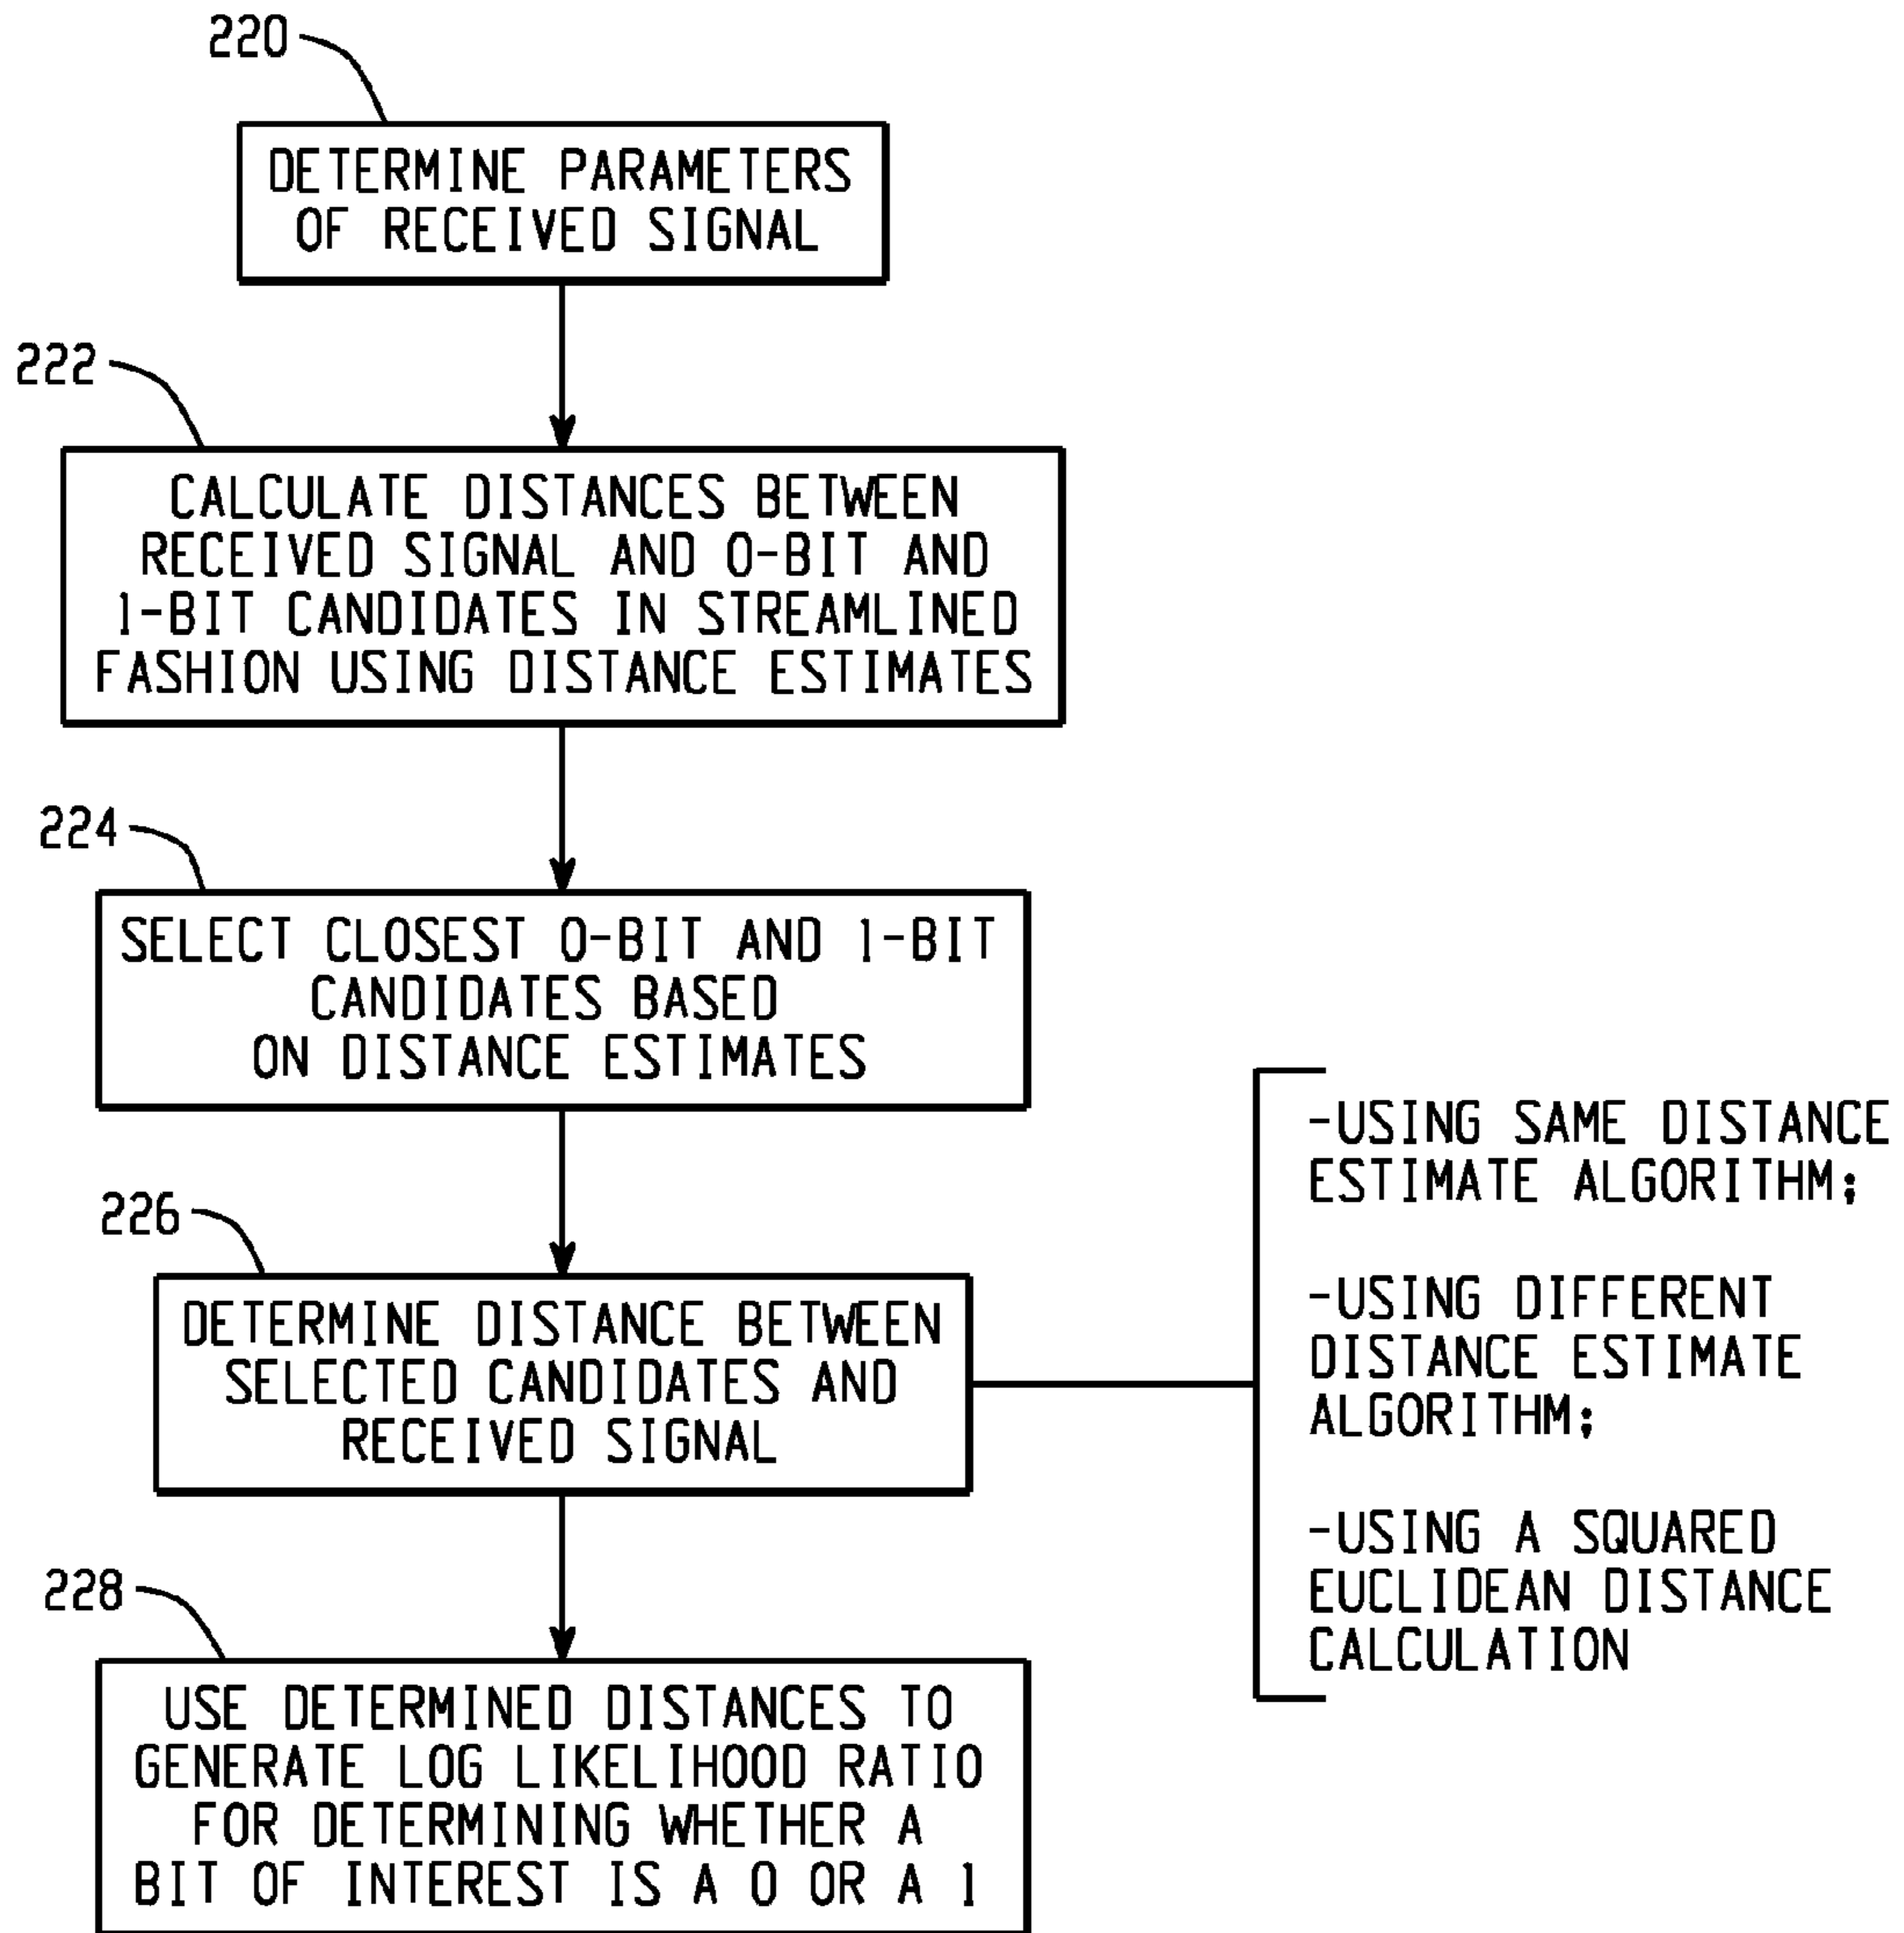 220
DETERMINE PARAMETERS
OF RECEIVED SIGNAL
222
CALCULATE DISTANCES BETWEEN
RECEIVED SIGNAL AND 0-BIT AND
1-BIT CANDIDATES IN STREAMLINED
FASHION USING DISTANCE ESTIMATES
224
SELECT CLOSEST 0-BIT AND 1-BIT
CANDIDATES BASED
ON DISTANCE ESTIMATES
226
DETERMINE DISTANCE BETWEEN
SELECTED CANDIDATES AND
RECEIVED SIGNAL
-USING SAME DISTANCE
ESTIMATE ALGORITHM;
-USING DIFFERENT
DISTANCE ESTIMATE
ALGORITHM;
-USING A SQUARED
EUCLIDEAN DISTANCE
CALCULATION
228
USE DETERMINED DISTANCES TO
GENERATE LOG LIKELIHOOD RATIO
FOR DETERMINING WHETHER A
BIT OF INTEREST IS A 0 OR A 1